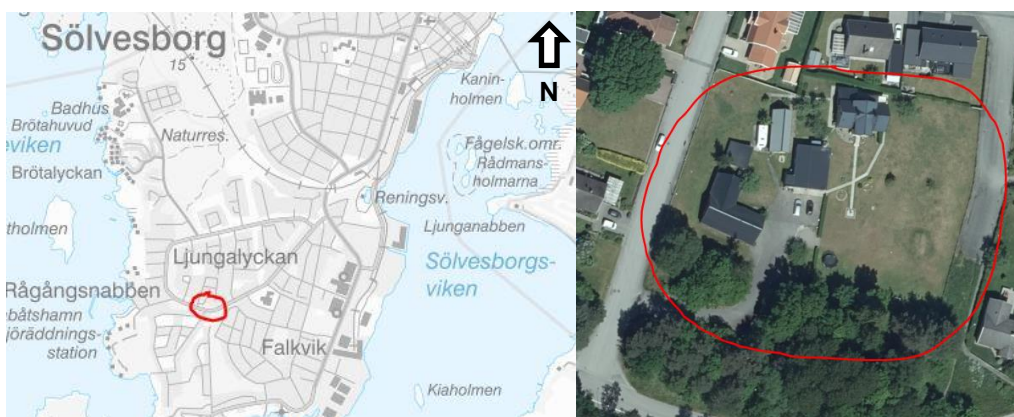 Sölvesborg
15
N
Kanin-
holmen
Badhus
Brötahuvud
eviken
Naturres.
Fågelsk.omr.
Rådmans-
holmarna
Brötalyckan
Reningsv.
tholmen
Ljunganabben
Ljungalyckan
Sölvesborgs-
viken
Rågångsnabben
båtshamn
jöräddnings-
station
Falkvik
Kiaholmen